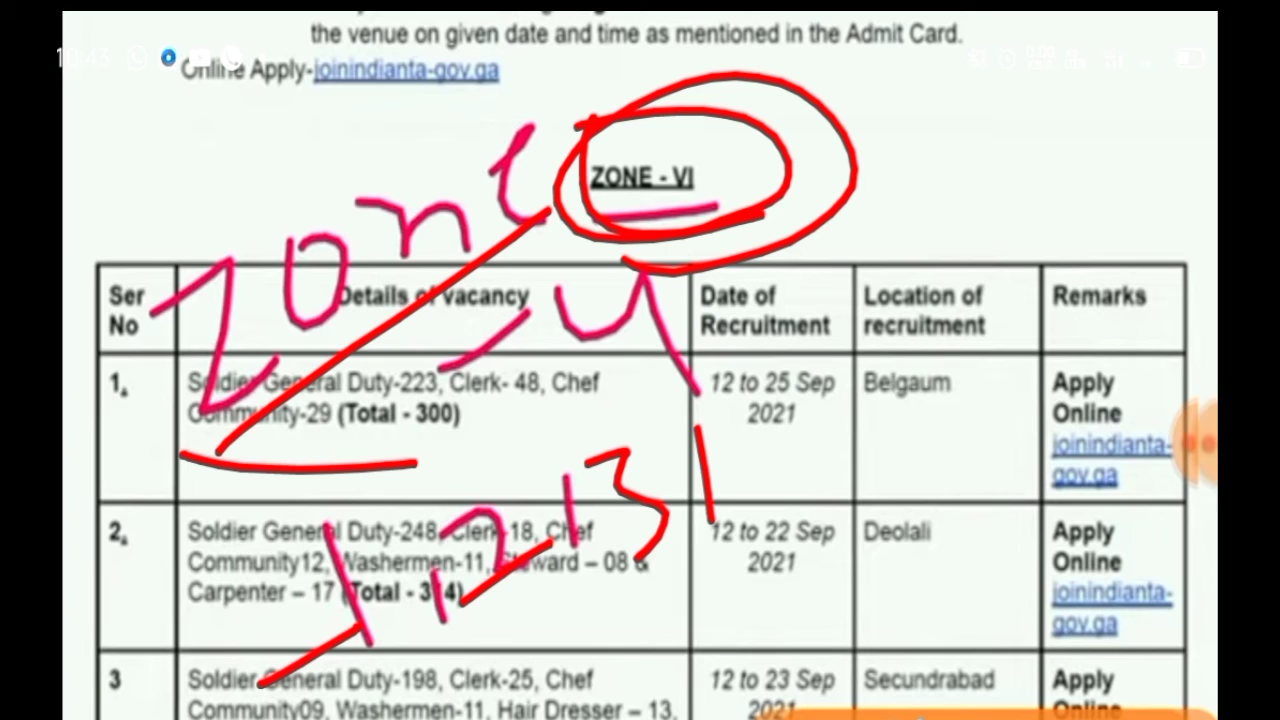 the venue on given date and time as mentioned in the Admit Card.
10:43
Online Apply-joinindianta-gov.ga
ZONE - VI
zone
Ser No
Details of vacancy
Date of Recruitment
Location of recruitment
Remarks
1.
Soldier General Duty-223, Clerk- 48, Chef
Community-29 (Total - 300)
12 to 25 Sep
2021
Belgaum
Apply
Online
joinindianta-
gov.ga
2.
Soldier General Duty-248, Clerk-18, Chef
Community12, Washermen-11, Steward – 08 &
Carpenter – 17 (Total - 314)
12 to 22 Sep
2021
Deolali
Apply
Online
joinindianta-
gov.ga
3
Soldier General Duty-198, Clerk-25, Chef
Community09, Washermen-11, Hair Dresser – 13,
12 to 23 Sep
2021
Secundrabad
Apply
Online